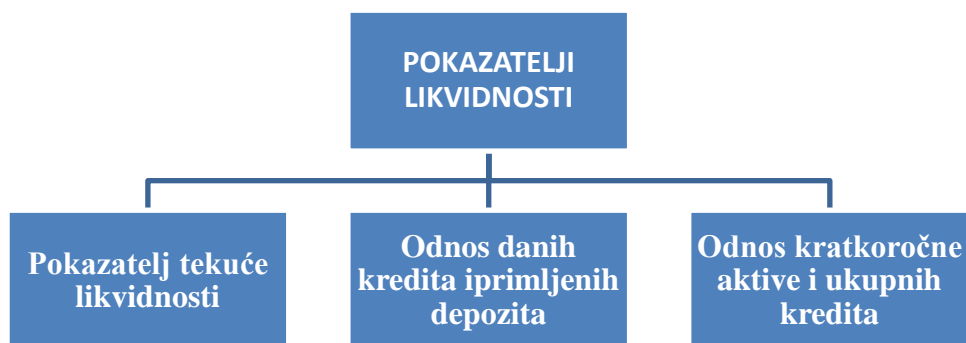 POKAZATELJI
LIKVIDNOSTI
Pokazatelj tekuće
likvidnosti
Odnos danih
kredita iprimljenih
depozita
Odnos kratkoročne
aktive i ukupnih
kredita